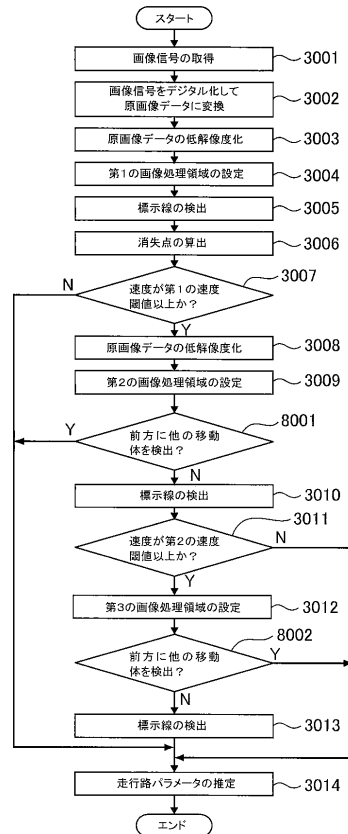 スタート
画像信号の取得
3001
画像信号をデジタル化して
原画像データに変換
3002
原画像データの低解像度化
3003
第1の画像処理領域の設定
3004
標示線の検出
3005
消失点の算出
3006
速度が第1の速度
閾値以上か?
3007
N
Y
原画像データの低解像度化
3008
第2の画像処理領域の設定
3009
前方に他の移動
体を検出?
8001
Y
N
標示線の検出
3010
速度が第2の速度
閾値以上か?
3011
N
Y
第3の画像処理領域の設定
3012
前方に他の移動
体を検出?
8002
Y
N
標示線の検出
3013
走行路パラメータの推定
3014
エンド